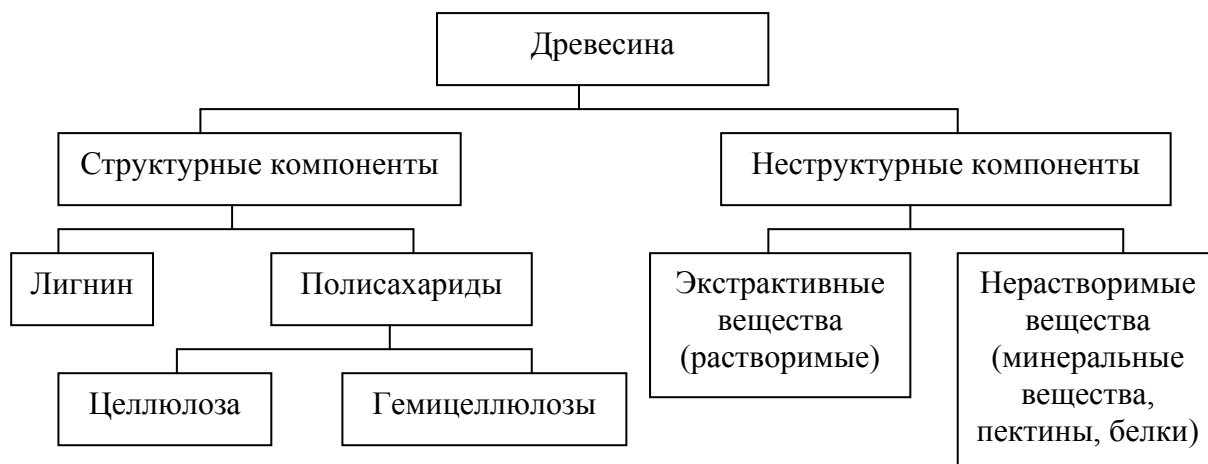 Древесина
Структурные компоненты
Неструктурные компоненты
Лигнин
Полисахариды
Экстрактивные
вещества
(растворимые)
Нерастворимые
вещества
(минеральные
вещества,
пектины, белки)
Целлюлоза
Гемицеллюлозы